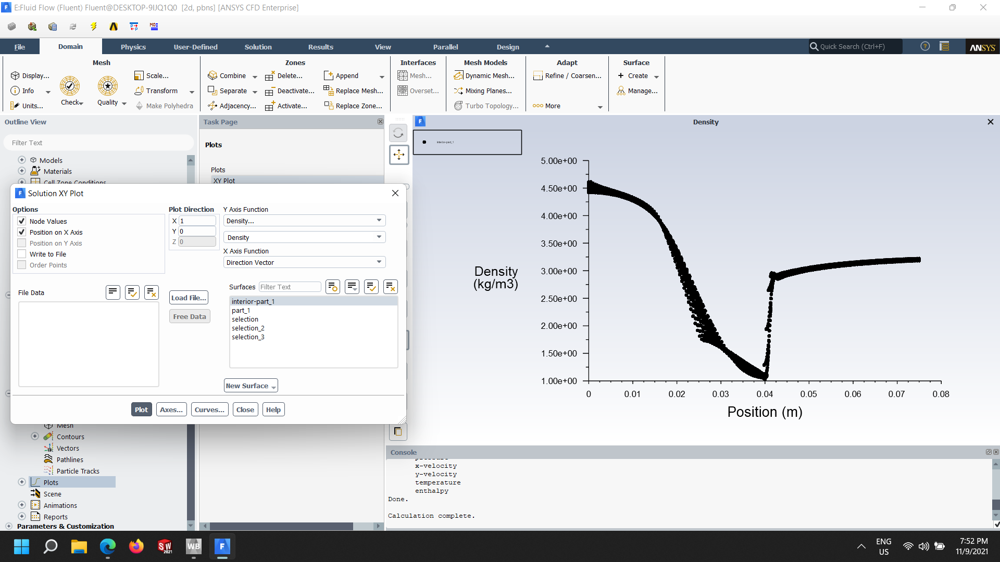 E:Fluid Flow (Fluent) Fluent@DESKTOP-9IJQ1Q0 [2d, pbns] [ANSYS CFD Enterprise]
File
Domain
Physics
User-Defined
Solution
Results
View
Parallel
Design
Quick Search (Ctrl+F)
ANSYS
Mesh
Display...
Info
Units...
Check
Quality
Scale...
Transform
Make Polyhedra
Zones
Combine
Separate
Adjacency...
Delete...
Deactivate...
Activate...
Append
Replace Mesh...
Replace Zone...
Interfaces
Mesh...
Overset...
Mesh Models
Dynamic Mesh...
Mixing Planes...
Turbo Topology...
Adapt
Refine / Coarsen...
More
Surface
Create
Manage...
Outline View
Filter Text
Models
Materials
Cell Zone Conditions
Task Page
Plots
Plots
XY Plot
Solution XY Plot
Options
Node Values
Position on X Axis
Position on Y Axis
Write to File
Order Points
Plot Direction
X 1
Y 0
Z 0
Y Axis Function
Density...
Density
X Axis Function
Direction Vector
File Data
Load File...
Free Data
Surfaces
Filter Text
interior-part_1
part_1
selection
selection_2
selection_3
New Surface
Plot
Axes...
Curves...
Close
Help
Mesh
Contours
Vectors
Pathlines
Particle Tracks
Plots
Scene
Animations
Reports
Parameters & Customization
Density
interior-part_1
5.00e+00
4.50e+00
4.00e+00
3.50e+00
3.00e+00
2.50e+00
2.00e+00
1.50e+00
1.00e+00
Density
(kg/m3)
0 0.01 0.02 0.03 0.04 0.05 0.06 0.07 0.08
Position (m)
Console
x-velocity
y-velocity
temperature
enthalpy
Done.
Calculation complete.
SW
2021
WB
ENG
US
7:52 PM
11/9/2021